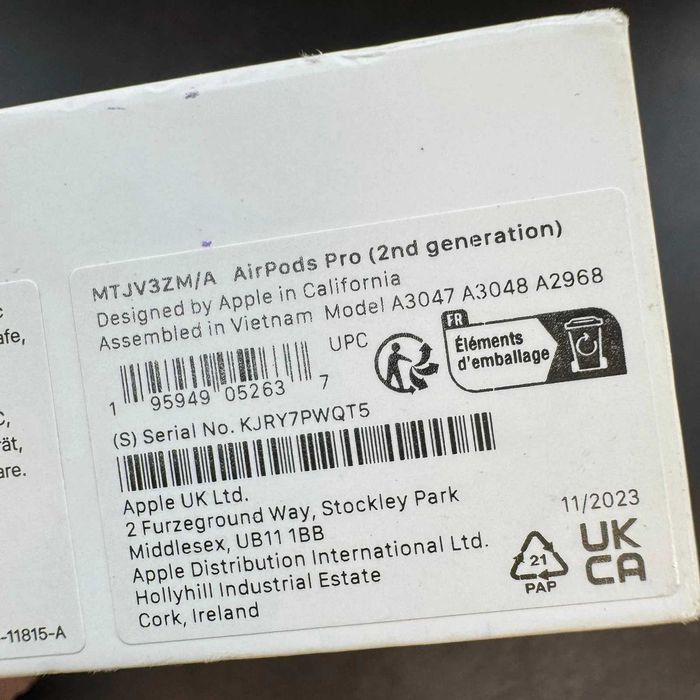 MTJV3ZM/A AirPods Pro (2nd generation)
Designed by Apple in California
Assembled in Vietnam Model A3047 A3048 A2968
UPC
1 95949 05263 7
FR
Éléments
d'emballage
(S) Serial No. KJRY7PWQT5
Apple UK Ltd.
2 Furzeground Way, Stockley Park
Middlesex, UB11 1BB
Apple Distribution International Ltd.
Hollyhill Industrial Estate
Cork, Ireland
11/2023
UK
CA
21
PAP
-11815-A